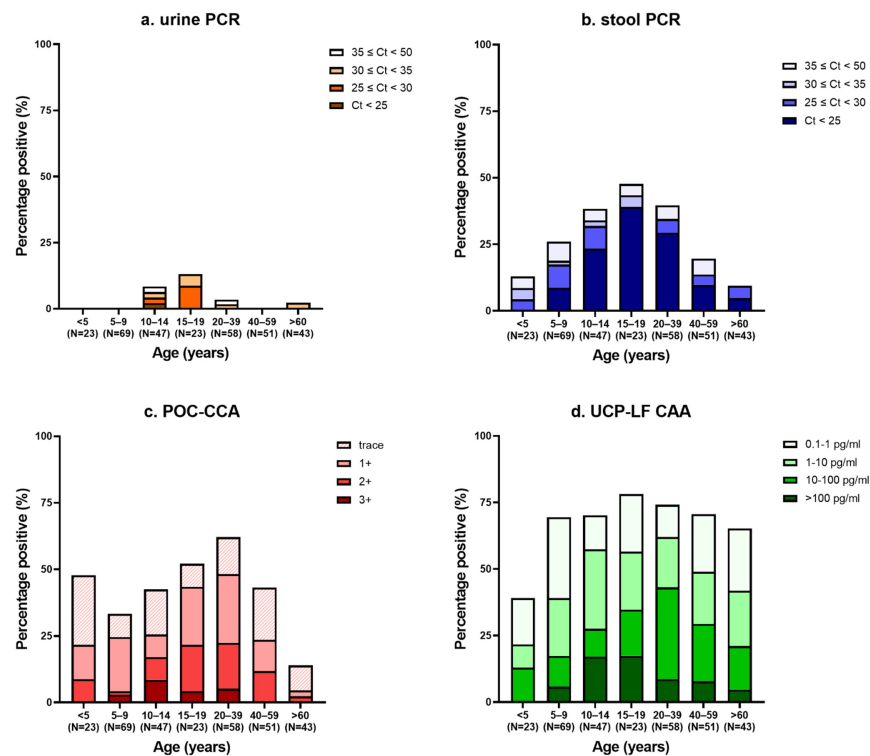 a. urine PCR
100
75
50
25
0
Percentage positive (%)
35 ≤ Ct < 50
30 ≤ Ct < 35
25 ≤ Ct < 30
Ct < 25
<5 5–9 10–14 15–19 20–39 40–59 >60
(N=23) (N=69) (N=47) (N=23) (N=58) (N=51) (N=43)
Age (years)
b. stool PCR
100
75
50
25
0
Percentage positive (%)
35 ≤ Ct < 50
30 ≤ Ct < 35
25 ≤ Ct < 30
Ct < 25
<5 5–9 10–14 15–19 20–39 40–59 >60
(N=23) (N=69) (N=47) (N=23) (N=58) (N=51) (N=43)
Age (years)
c. POC-CCA
100
75
50
25
0
Percentage positive (%)
trace
1+
2+
3+
<5 5–9 10–14 15–19 20–39 40–59 >60
(N=23) (N=69) (N=47) (N=23) (N=58) (N=51) (N=43)
Age (years)
d. UCP-LF CAA
100
75
50
25
0
Percentage positive (%)
0.1-1 pg/ml
1-10 pg/ml
10-100 pg/ml
>100 pg/ml
<5 5–9 10–14 15–19 20–39 40–59 >60
(N=23) (N=69) (N=47) (N=23) (N=58) (N=51) (N=43)
Age (years)